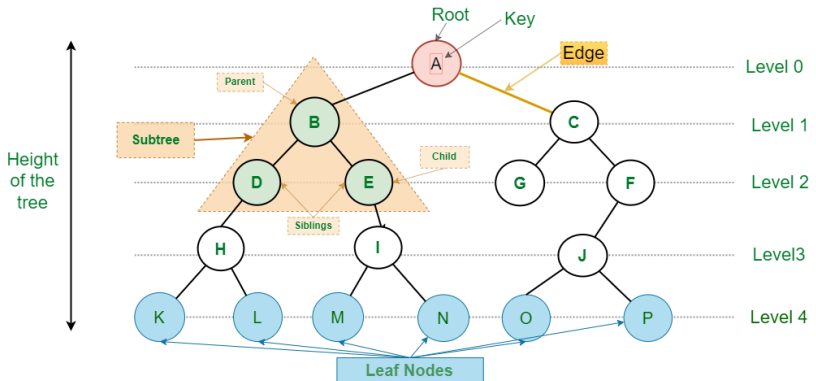 Root
Key
A
Edge
Level 0
Parent
B
C
Level 1
Subtree
Child
Height
of the
tree
D
E
G
F
Level 2
Siblings
H
I
J
Level3
K
L
M
N
O
P
Level 4
Leaf Nodes